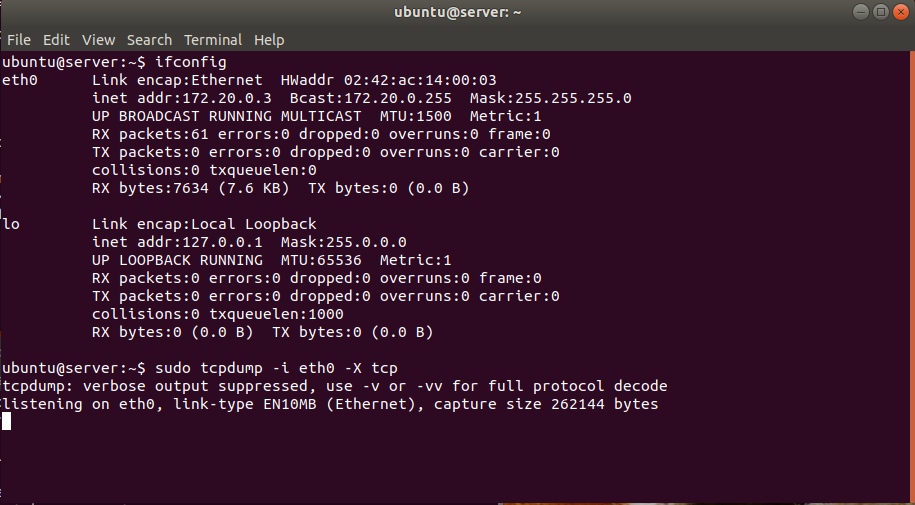 ubuntu@server: ~
File Edit View Search Terminal Help
ubuntu@server:~$ ifconfig
eth0      Link encap:Ethernet  HWaddr 02:42:ac:14:00:03
          inet addr:172.20.0.3  Bcast:172.20.0.255  Mask:255.255.255.0
          UP BROADCAST RUNNING MULTICAST  MTU:1500  Metric:1
          RX packets:61 errors:0 dropped:0 overruns:0 frame:0
          TX packets:0 errors:0 dropped:0 overruns:0 carrier:0
          collisions:0 txqueuelen:0
          RX bytes:7634 (7.6 KB)  TX bytes:0 (0.0 B)

lo        Link encap:Local Loopback
          inet addr:127.0.0.1  Mask:255.0.0.0
          UP LOOPBACK RUNNING  MTU:65536  Metric:1
          RX packets:0 errors:0 dropped:0 overruns:0 frame:0
          TX packets:0 errors:0 dropped:0 overruns:0 carrier:0
          collisions:0 txqueuelen:1000
          RX bytes:0 (0.0 B)  TX bytes:0 (0.0 B)

ubuntu@server:~$ sudo tcpdump -i eth0 -X tcp
tcpdump: verbose output suppressed, use -v or -vv for full protocol decode
listening on eth0, link-type EN10MB (Ethernet), capture size 262144 bytes